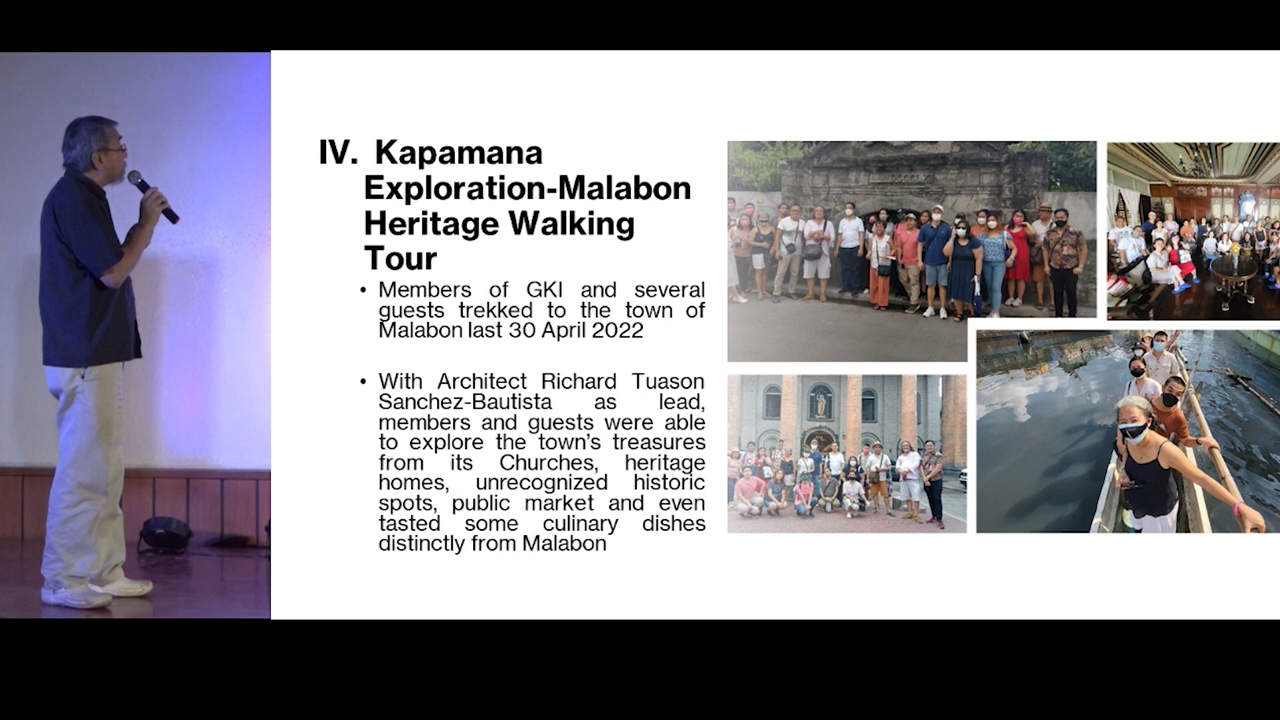 IV. Kapamana
Exploration-Malabon
Heritage Walking
Tour
• Members of GKI and several
guests trekked to the town of
Malabon last 30 April 2022
• With Architect Richard Tuason
Sanchez-Bautista as lead,
members and guests were able
to explore the town's treasures
from its Churches, heritage
homes, unrecognized historic
spots, public market and even
tasted some culinary dishes
distinctly from Malabon